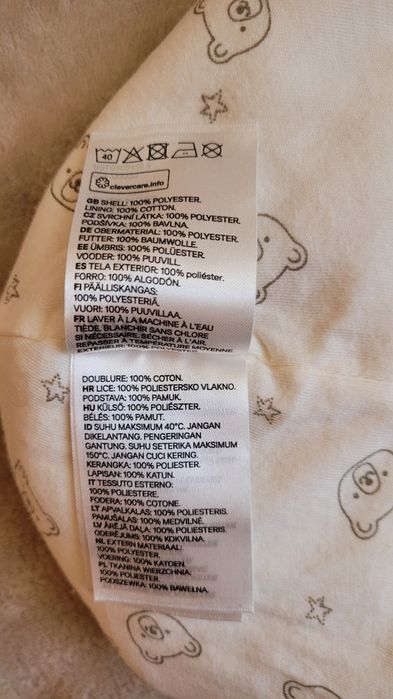 40
clevercare.info
GB SHELL: 100% POLYESTER.
LINING: 100% COTTON.
CZ SVRCHNÍ LÁTKA: 100% POLYESTER.
PODŠÍVKA: 100% BAVLNA.
DE OBERMATERIAL: 100% POLYESTER.
FUTTER: 100% BAUMWOLLE.
EE ÜMBRIS: 100% POLÜESTER.
VOODER: 100% PUUVILL.
ES TELA EXTERIOR: 100% poliéster.
FORRO: 100% ALGODÓN.
FI PÄÄLLISKANGAS:
100% POLYESTERIÄ.
VUORI: 100% PUUVILLAA.
FR LAVER À LA MACHINE À L'EAU
TIÈDE, BLANCHIR SANS CHLORE
SI NÉCESSAIRE, SÉCHER À L'AIR,
REPASSER À TEMPÉRATURE MOYENNE.
EXTERIEUR: 100% POLYESTER.
DOUBLURE: 100% COTON.
HR LICE: 100% POLIESTERSKO VLAKNO.
PODSTAVA: 100% PAMUK.
HU KÜLSŐ: 100% POLIÉSZTER.
BÉLÉS: 100% PAMUT.
ID SUHU MAKSIMUM 40°C. JANGAN
DIKELANTANG. PENGERINGAN
GANTUNG. SUHU SETERIKA MAKSIMUM
150°C. JANGAN CUCI KERING.
KERANGKA: 100% POLIESTER.
LAPISAN: 100% KATUN.
IT TESSUTO ESTERNO:
100% POLIESTERE.
FODERA: 100% COTONE.
LT APVALKALAS: 100% POLIESTERIS.
PAMUŠALAS: 100% MEDVILNĖ.
LV ĀRĒJĀ DAĻA: 100% POLIESTERIS.
ODERĒJUMS: 100% KOKVILNA.
NL EXTERN MATERIAAL:
100% POLYESTER.
VOERING: 100% KATOEN.
PL TKANINA WIERZCHNIA:
100% POLIESTER.
PODSZEWKA: 100% BAWEŁNA.